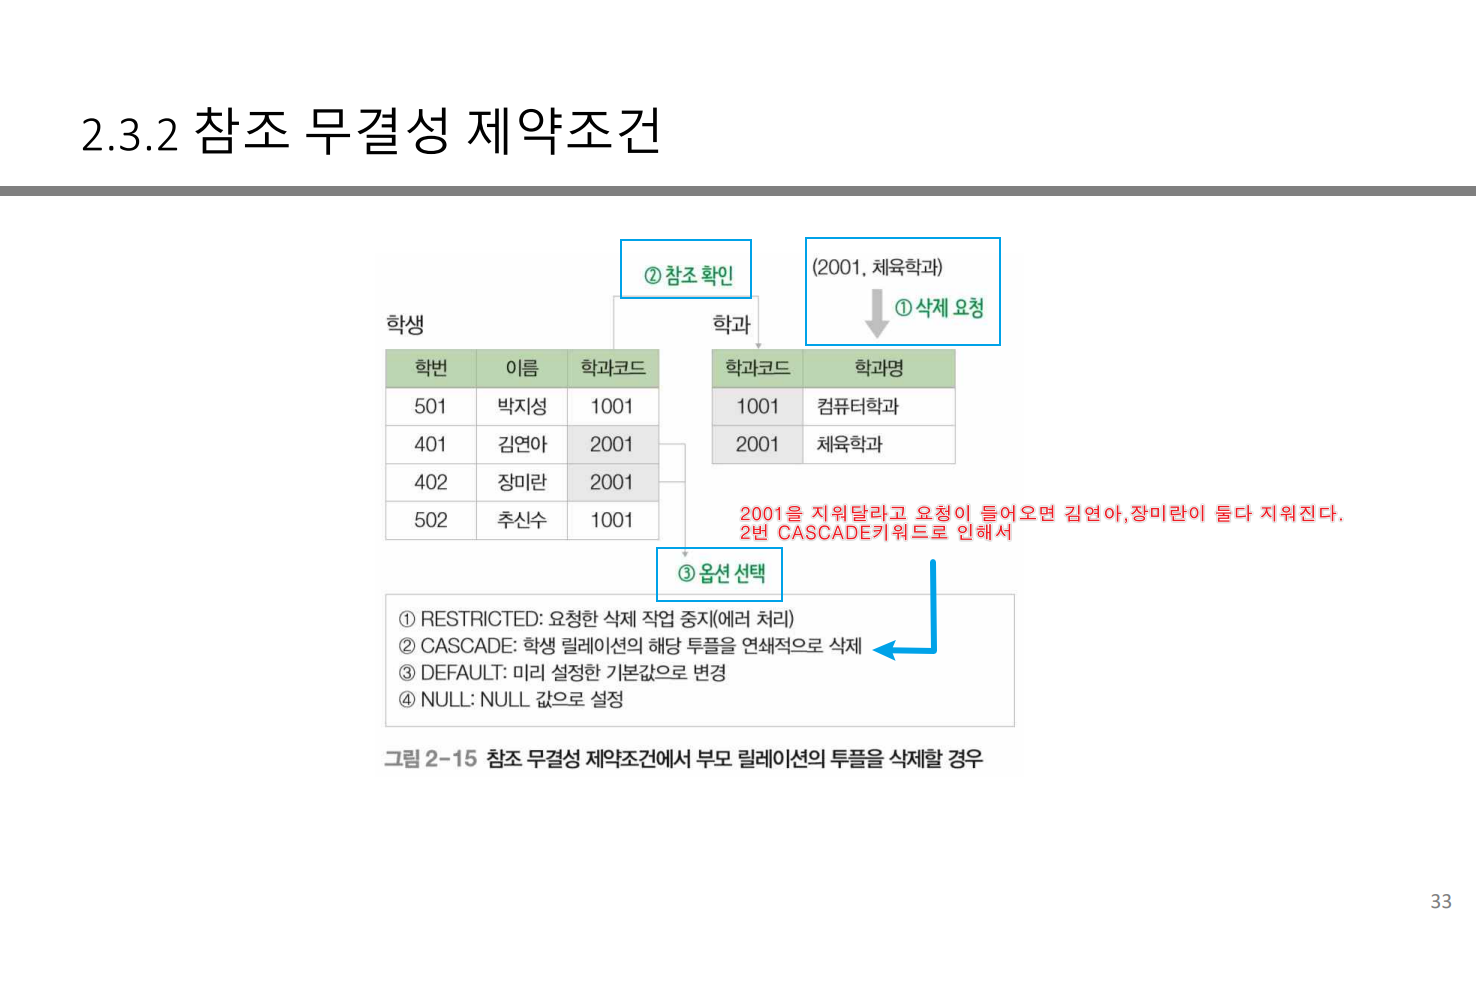 2.3.2 참조 무결성 제약조건
② 참조 확인
(2001, 체육학과)
① 삭제 요청
학생
학과
학번 이름 학과코드
501 박지성 1001
401 김연아 2001
402 장미란 2001
502 추신수 1001
학과코드 학과명
1001 컴퓨터학과
2001 체육학과
2001을 지워달라고 요청이 들어오면 김연아,장미란이 둘다 지워진다.
2번 CASCADE키워드로 인해서
③ 옵션 선택
① RESTRICTED: 요청한 삭제 작업 중지(에러 처리)
② CASCADE: 학생 릴레이션의 해당 투플을 연쇄적으로 삭제
③ DEFAULT: 미리 설정한 기본값으로 변경
④ NULL: NULL 값으로 설정
그림 2-15 참조 무결성 제약조건에서 부모 릴레이션의 투플을 삭제할 경우
33